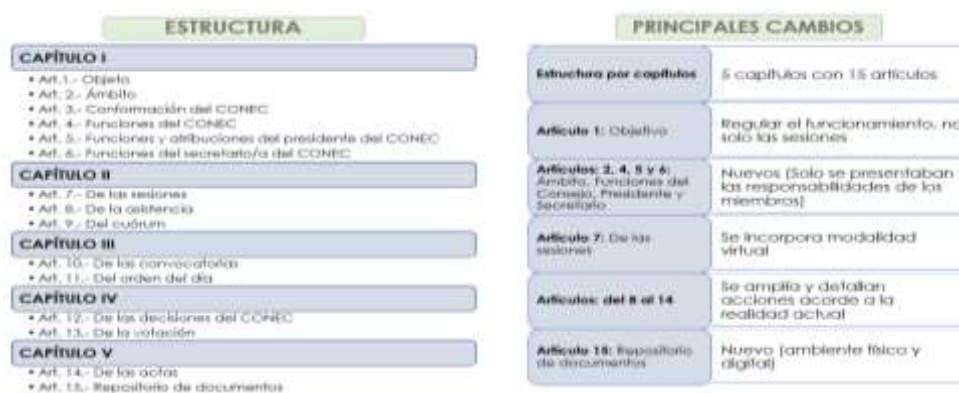 ESTRUCTURA
CAPÍTULO I
• Art.1.- Objeto
• Art. 2.- Ámbito
• Art. 3.- Conformación del CONEC
• Art. 4.- Funciones del CONEC
• Art. 5.- Funciones y atribuciones del presidente del CONEC
• Art. 6.- Funciones del secretario/a del CONEC
CAPÍTULO II
• Art. 7.- De las sesiones
• Art. 8.- De la asistencia
• Art. 9.- Del cuórum
CAPÍTULO III
• Art. 10.- De las convocatorias
• Art. 11.- Del orden del día
CAPÍTULO IV
• Art. 12.- De las decisiones del CONEC
• Art. 13.- De la votación
CAPÍTULO V
• Art. 14.- De las actas
• Art. 15.- Repositorio de documentos
PRINCIPALES CAMBIOS
Estructura por capítulos
5 capítulos con 15 artículos
Artículo 1: Objetivo
Regular el funcionamiento, no
solo las sesiones
Artículos: 2, 4, 5 y 6:
Ámbito, Funciones del
Consejo, Presidente y
Secretario
Nuevos (Solo se presentaban
las responsabilidades de los
miembros)
Artículo 7: De las
sesiones
Se incorpora modalidad
virtual
Artículos: del 8 al 14
Se amplía y detallan
acciones acorde a la
realidad actual
Artículo 15: Repositorio
de documentos
Nuevo (ambiente físico y
digital)